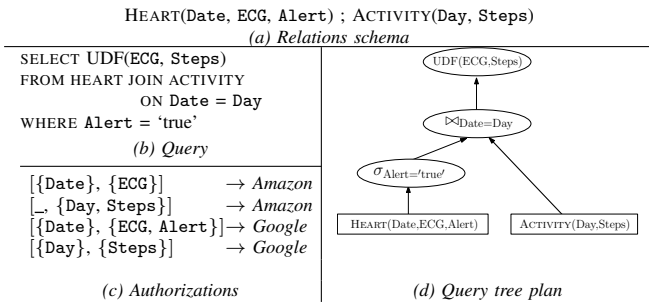 HEART(Date, ECG, Alert) ; ACTIVITY(Day, Steps)
(a) Relations schema
SELECT UDF(ECG, Steps)
FROM HEART JOIN ACTIVITY
ON Date = Day
WHERE Alert = ‘true’
(b) Query
[{Date}, {ECG}] → Amazon
[_, {Day, Steps}] → Amazon
[{Date}, {ECG, Alert}] → Google
[{Day}, {Steps}] → Google
(c) Authorizations
UDF(ECG,Steps)
⋈Date=Day
σAlert='true'
HEART(Date,ECG,Alert)
ACTIVITY(Day,Steps)
(d) Query tree plan